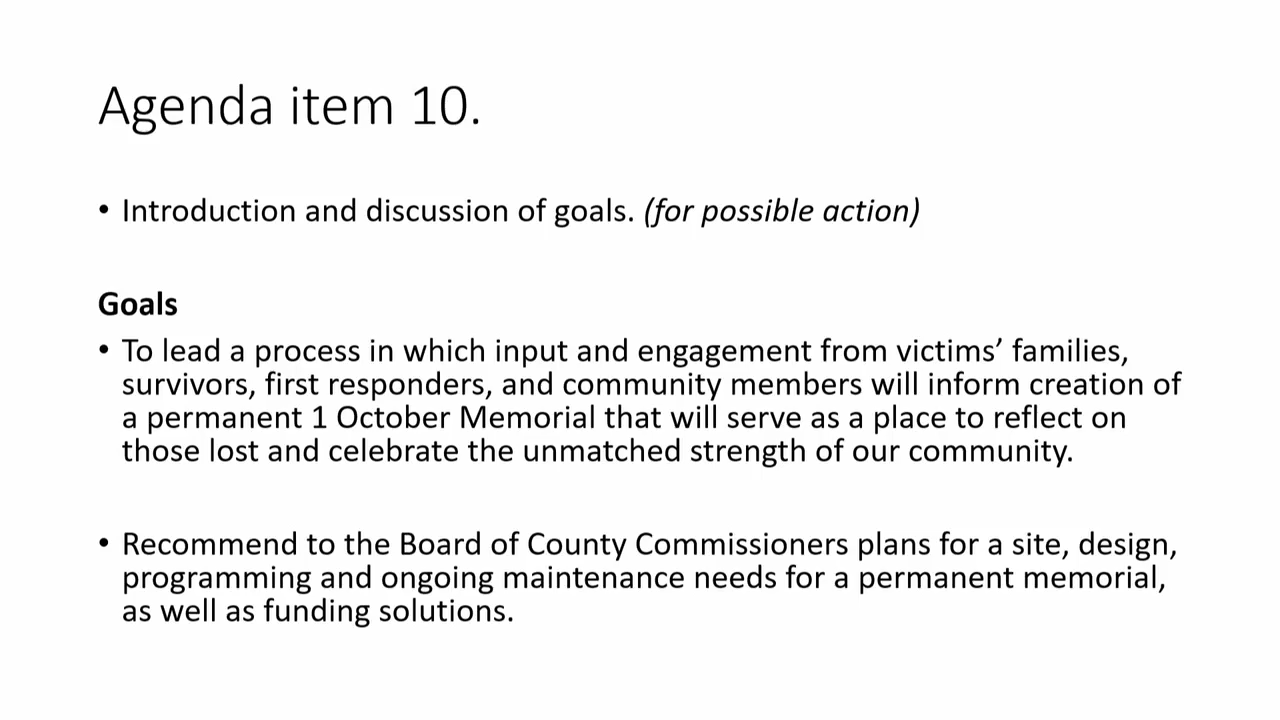 Agenda item 10.
• Introduction and discussion of goals. (for possible action)
Goals
• To lead a process in which input and engagement from victims’ families,
survivors, first responders, and community members will inform creation of
a permanent 1 October Memorial that will serve as a place to reflect on
those lost and celebrate the unmatched strength of our community.
• Recommend to the Board of County Commissioners plans for a site, design,
programming and ongoing maintenance needs for a permanent memorial,
as well as funding solutions.